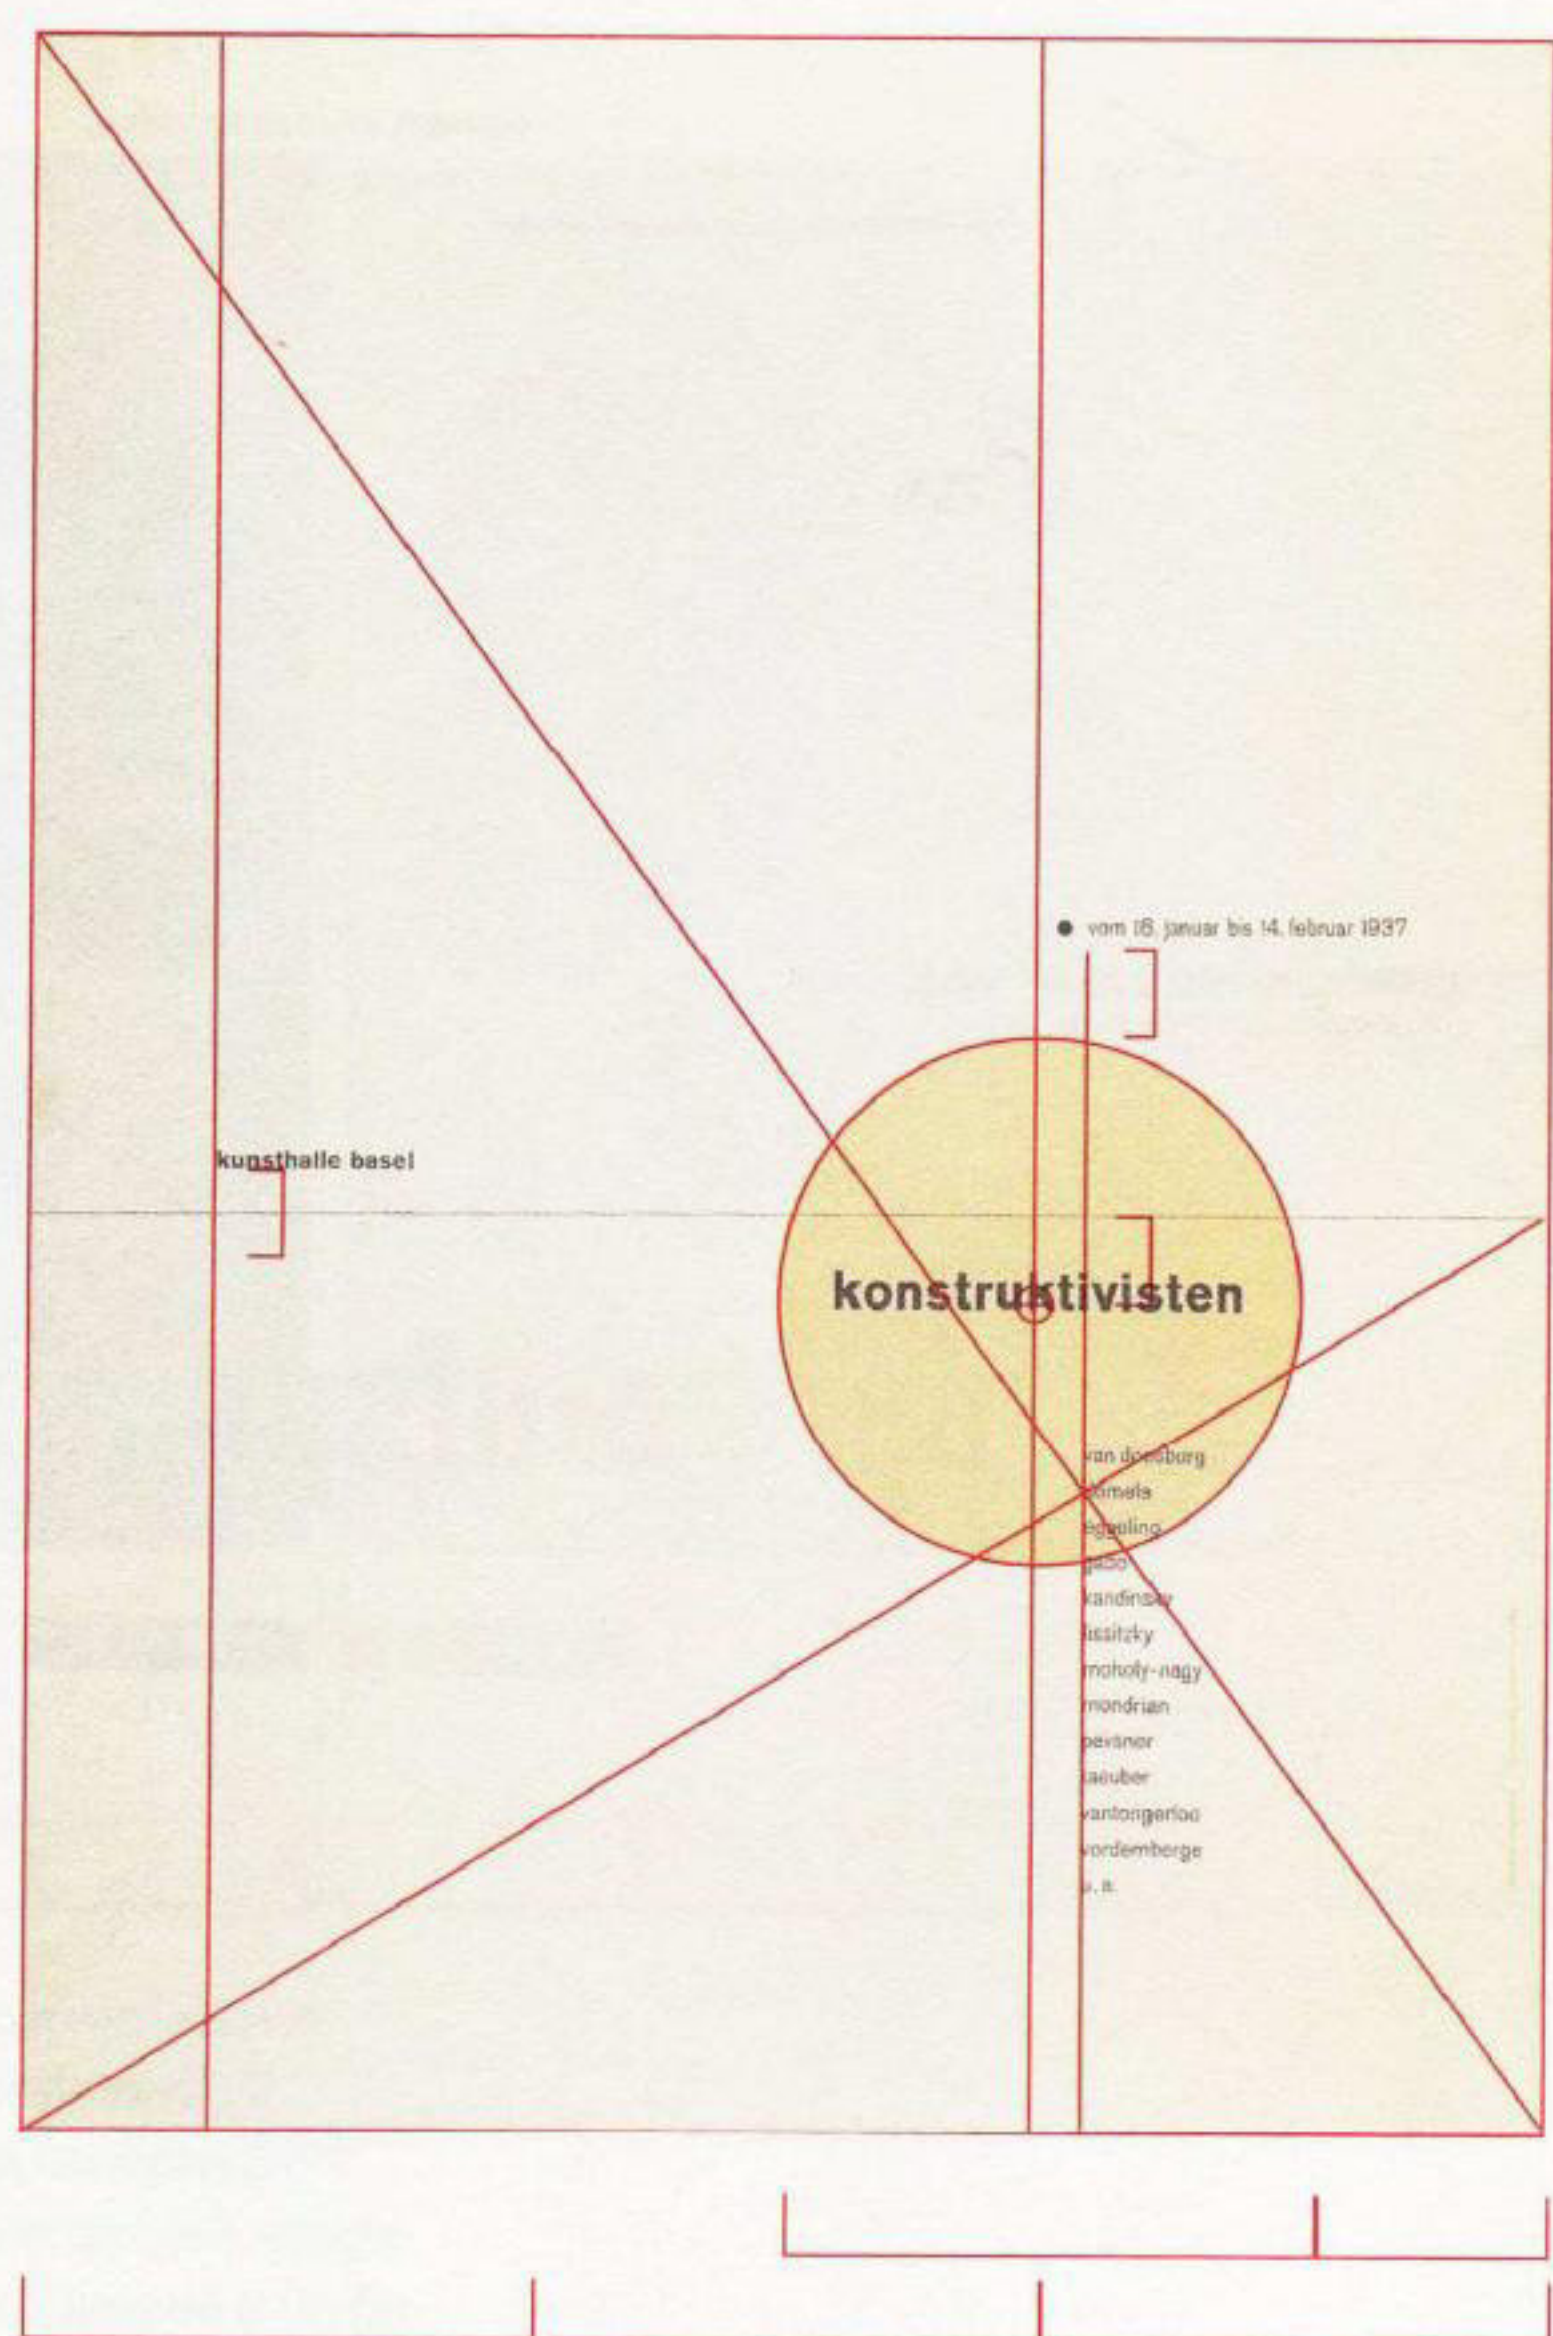 vom 16. januar bis 14. februar 1937
kunsthalle basel
konstruktivisten
van doesburg
domela
eggeling
gabo
kandinsky
lissitzky
moholy-nagy
mondrian
pevsner
taeuber
vantongerloo
vordemberge
u. a.